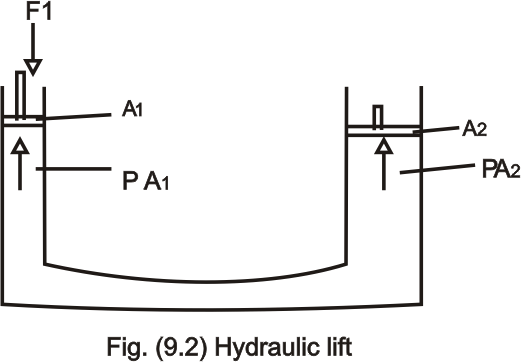 F1
A1
A2
P A1
PA2
Fig. (9.2) Hydraulic lift